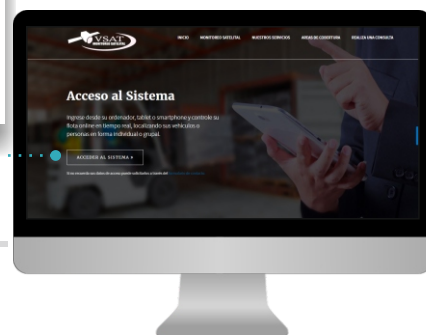 VSAT
MONITOREO SATELITAL
INICIO MONITOREO SATELITAL NUESTROS SERVICIOS AREAS DE COBERTURA REALIZA UNA CONSULTA
Acceso al Sistema
Ingrese desde su ordenador, tablet o smartphone y controle su
flota online en tiempo real, localizando sus vehículos o
personas en forma individual o grupal.
ACCEDER AL SISTEMA